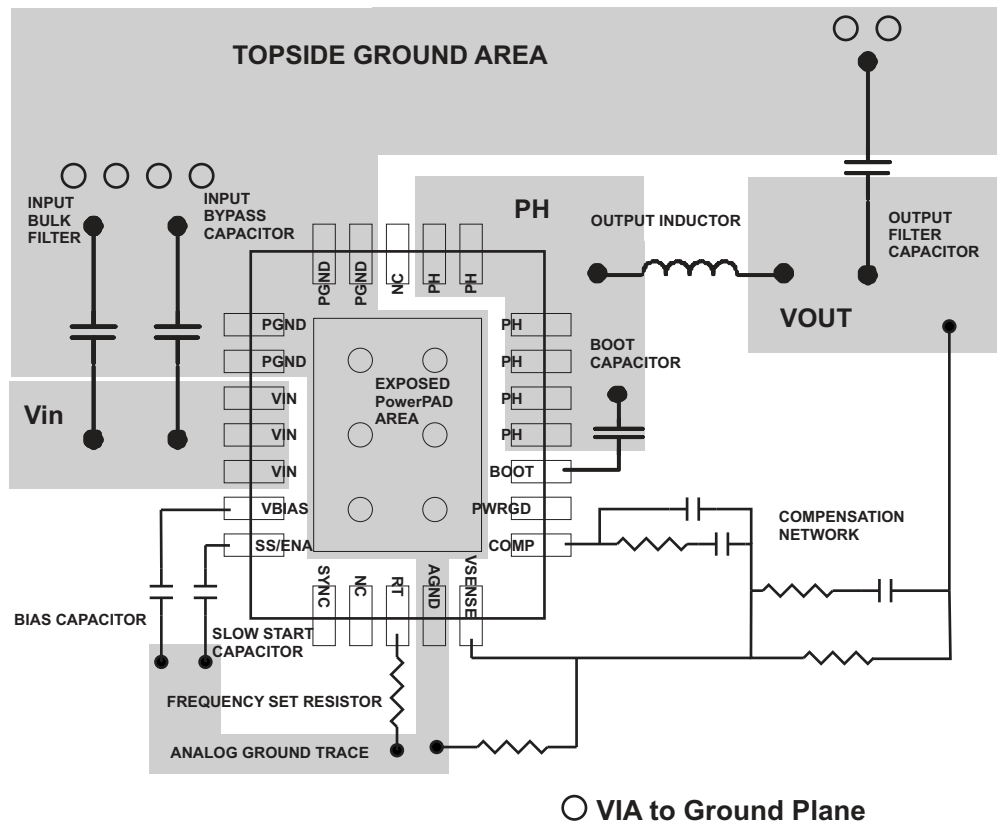 TOPSIDE GROUND AREA
INPUT
BULK
FILTER
INPUT
BYPASS
CAPACITOR
PH
OUTPUT INDUCTOR
OUTPUT
FILTER
CAPACITOR
VOUT
BOOT
CAPACITOR
Vin
PGND
PGND
NC
PH
PH
PGND
PGND
VIN
VIN
VIN
VBIAS
SS/ENA
EXPOSED
PowerPAD
AREA
PH
PH
PH
PH
BOOT
PWRGD
COMP
SYNC
NC
RT
AGND
VSENSE
COMPENSATION
NETWORK
BIAS CAPACITOR
SLOW START
CAPACITOR
FREQUENCY SET RESISTOR
ANALOG GROUND TRACE
VIA to Ground Plane